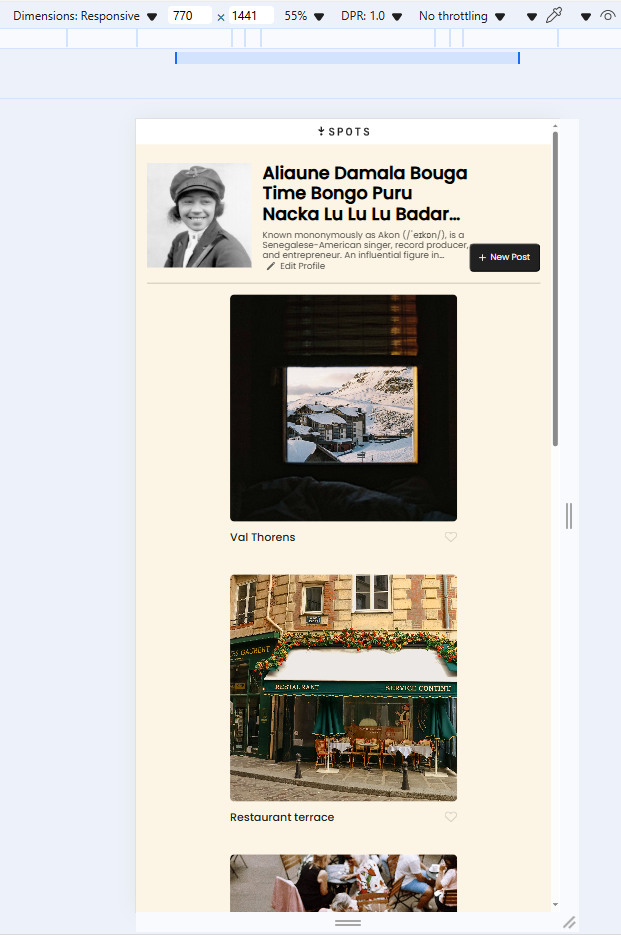 Dimensions: Responsive 770 x 1441 55% DPR: 1.0 No throttling
SPOTS
Aliaune Damala Bouga
Time Bongo Puru
Nacka Lu Lu Lu Badar...
Known mononymously as Akon (/ˈeɪkɒn/), is a
Senegalese-American singer, record producer,
and entrepreneur. An influential figure in...
Edit Profile
+ New Post
Val Thorens
RESTAURANT SERVICE CONTINU
Restaurant terrace